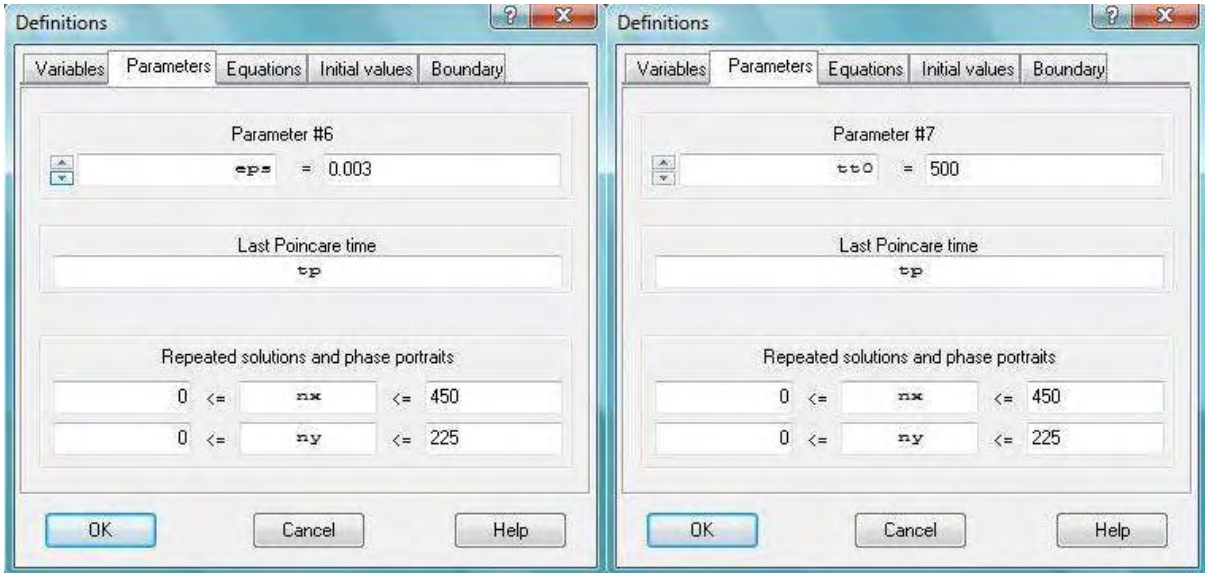 Definitions
? X
Variables Parameters Equations Initial values Boundary
Parameter #6
eps = 0.003
Last Poincare time
tp
Repeated solutions and phase portraits
0 <= nx <= 450
0 <= ny <= 225
OK Cancel Help
Definitions
? X
Variables Parameters Equations Initial values Boundary
Parameter #7
tt0 = 500
Last Poincare time
tp
Repeated solutions and phase portraits
0 <= nx <= 450
0 <= ny <= 225
OK Cancel Help